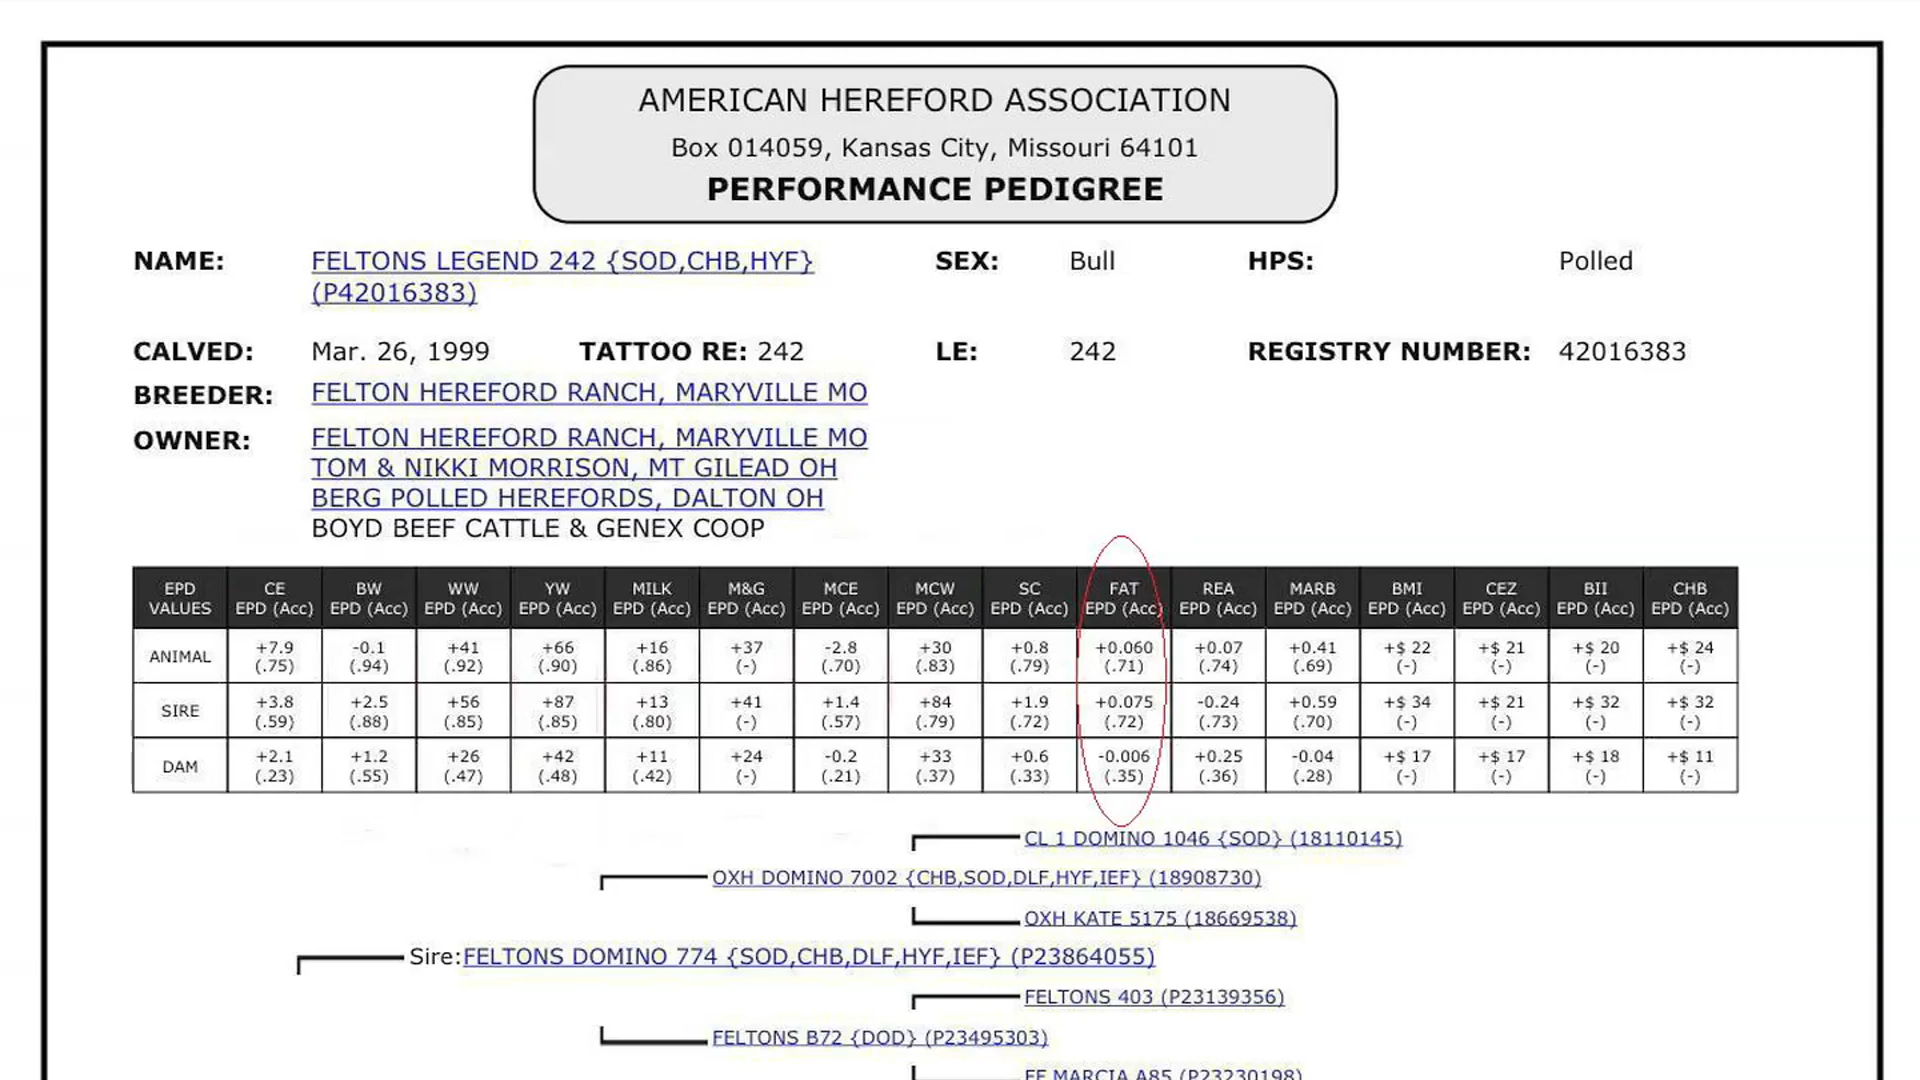 AMERICAN HEREFORD ASSOCIATION
Box 014059, Kansas City, Missouri 64101
PERFORMANCE PEDIGREE
NAME: FELTONS LEGEND 242 {SOD,CHB,HYF} SEX: Bull HPS: Polled
(P42016383)
CALVED: Mar. 26, 1999 TATTOO RE: 242 LE: 242 REGISTRY NUMBER: 42016383
BREEDER: FELTON HEREFORD RANCH, MARYVILLE MO
OWNER: FELTON HEREFORD RANCH, MARYVILLE MO
TOM & NIKKI MORRISON, MT GILEAD OH
BERG POLLED HEREFORDS, DALTON OH
BOYD BEEF CATTLE & GENEX COOP
EPD CE BW WW YW MILK M&G MCE MCW SC FAT REA MARB BMI CEZ BII CHB
VALUES EPD (Acc) EPD (Acc) EPD (Acc) EPD (Acc) EPD (Acc) EPD (Acc) EPD (Acc) EPD (Acc) EPD (Acc) EPD (Acc) EPD (Acc) EPD (Acc) EPD (Acc) EPD (Acc) EPD (Acc) EPD (Acc)
ANIMAL +7.9 -0.1 +41 +66 +16 +37 -2.8 +30 +0.8 +0.060 +0.07 +0.41 +$ 22 +$ 21 +$ 20 +$ 24
(.75) (.94) (.92) (.90) (.86) (-) (.70) (.83) (.79) (.71) (.74) (.69) (-) (-) (-) (-)
SIRE +3.8 +2.5 +56 +87 +13 +41 +1.4 +84 +1.9 +0.075 -0.24 +0.59 +$ 34 +$ 21 +$ 32 +$ 32
(.59) (.88) (.85) (.85) (.80) (-) (.57) (.79) (.72) (.72) (.73) (.70) (-) (-) (-) (-)
DAM +2.1 +1.2 +26 +42 +11 +24 -0.2 +33 +0.6 -0.006 +0.25 -0.04 +$ 17 +$ 17 +$ 18 +$ 11
(.23) (.55) (.47) (.48) (.42) (-) (.21) (.37) (.33) (.35) (.36) (.28) (-) (-) (-) (-)
CL 1 DOMINO 1046 {SOD} (18110145)
OXH DOMINO 7002 {CHB,SOD,DLF,HYF,IEF} (18908730)
OXH KATE 5175 (18669538)
Sire:FELTONS DOMINO 774 {SOD,CHB,DLF,HYF,IEF} (P23864055)
FELTONS 403 (P23139356)
FELTONS B72 {DOD} (P23495303)
FF MARCIA A85 (P23230198)